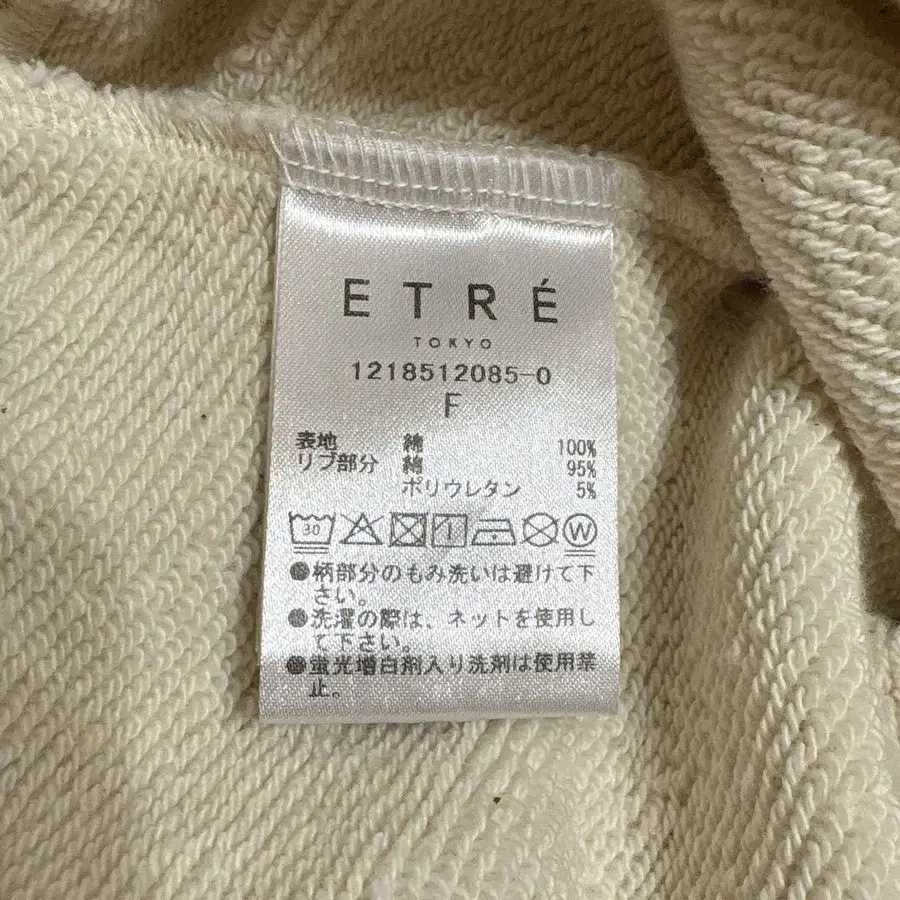 ETRÉ
TOKYO
1218512085-0
F
表地 綿 100%
リブ部分 綿 95%
ポリウレタン 5%
30 W
●柄部分のもみ洗いは避けて下
さい。
●洗濯の際は、ネットを使用し
て下さい。
●蛍光増白剤入り洗剤は使用禁
止。